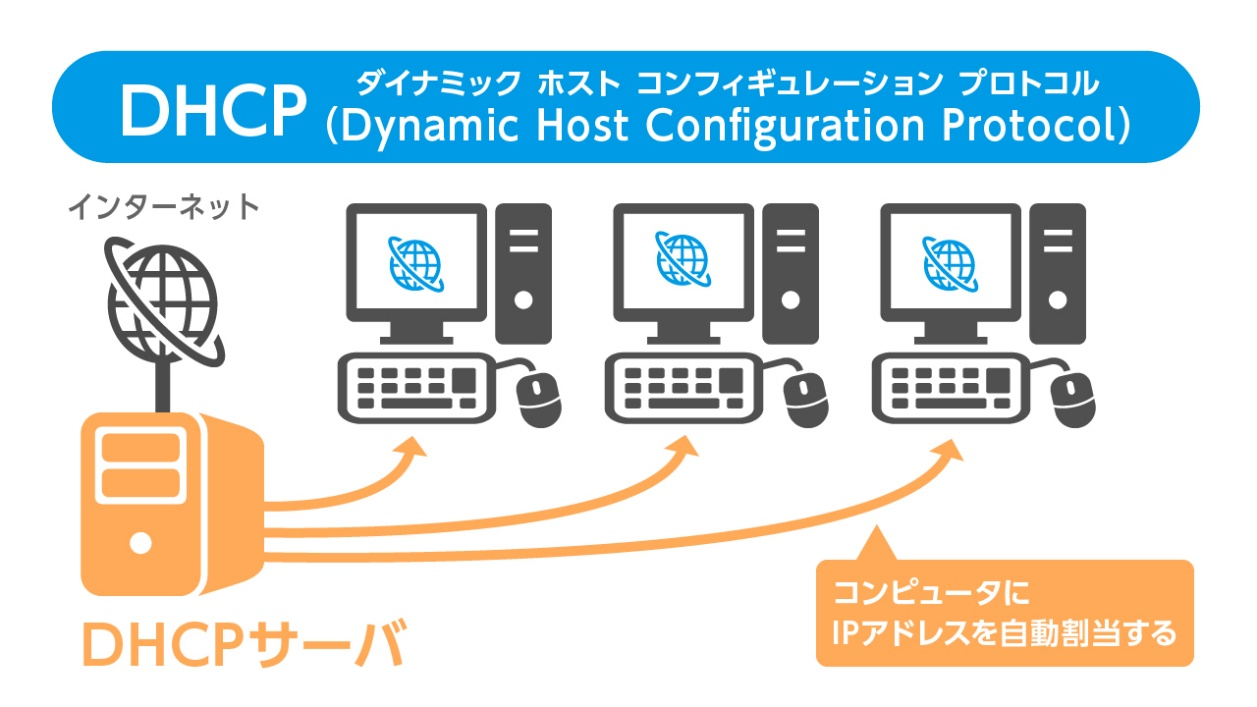 DHCP
ダイナミック ホスト コンフィギュレーション プロトコル
(Dynamic Host Configuration Protocol)
インターネット
DHCPサーバ
コンピュータに
IPアドレスを自動割当する